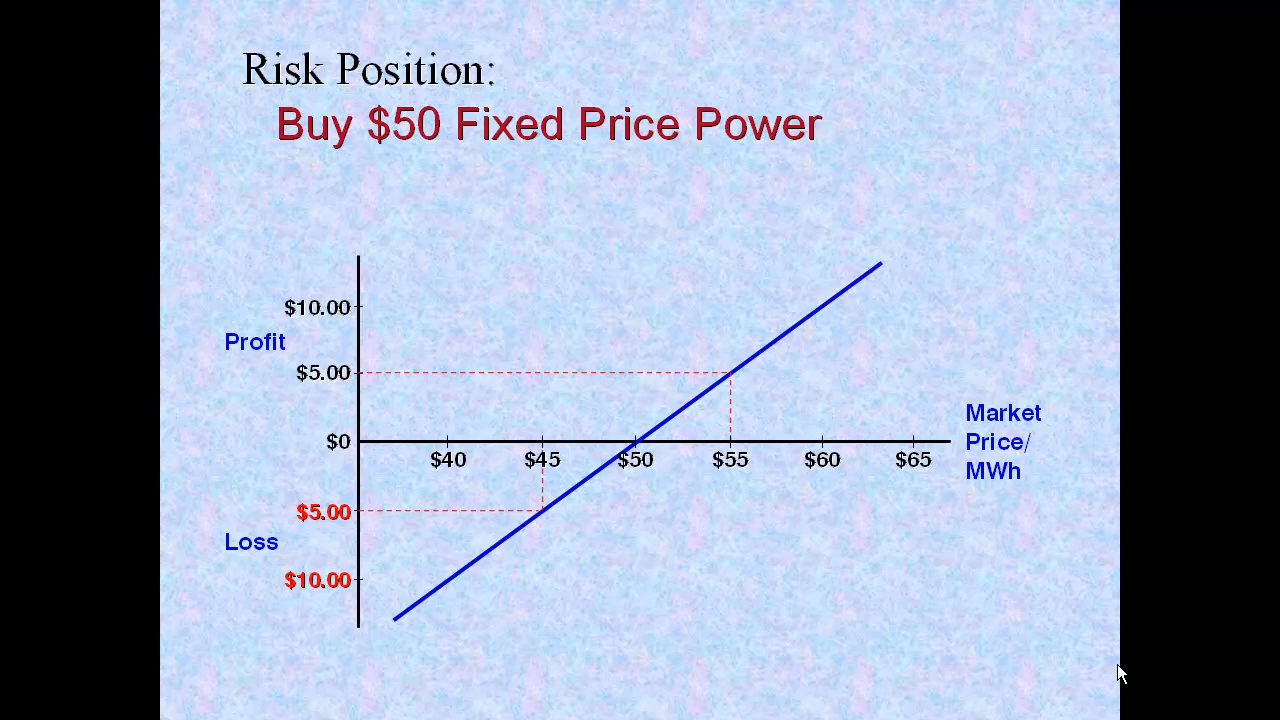 Risk Position:
Buy $50 Fixed Price Power
$10.00
Profit
$5.00
Market
$0
Price/
$40 $45 $50 $55 $60 $65
MWh
$5.00
Loss
$10.00